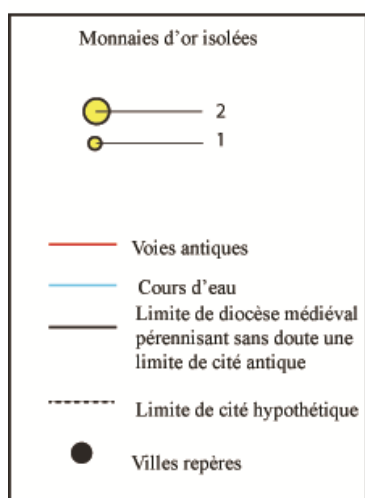 Monnaies d'or isolées
2
1
Voies antiques
Cours d'eau
Limite de diocèse médiéval
pérennisant sans doute une
limite de cité antique
Limite de cité hypothétique
Villes repères